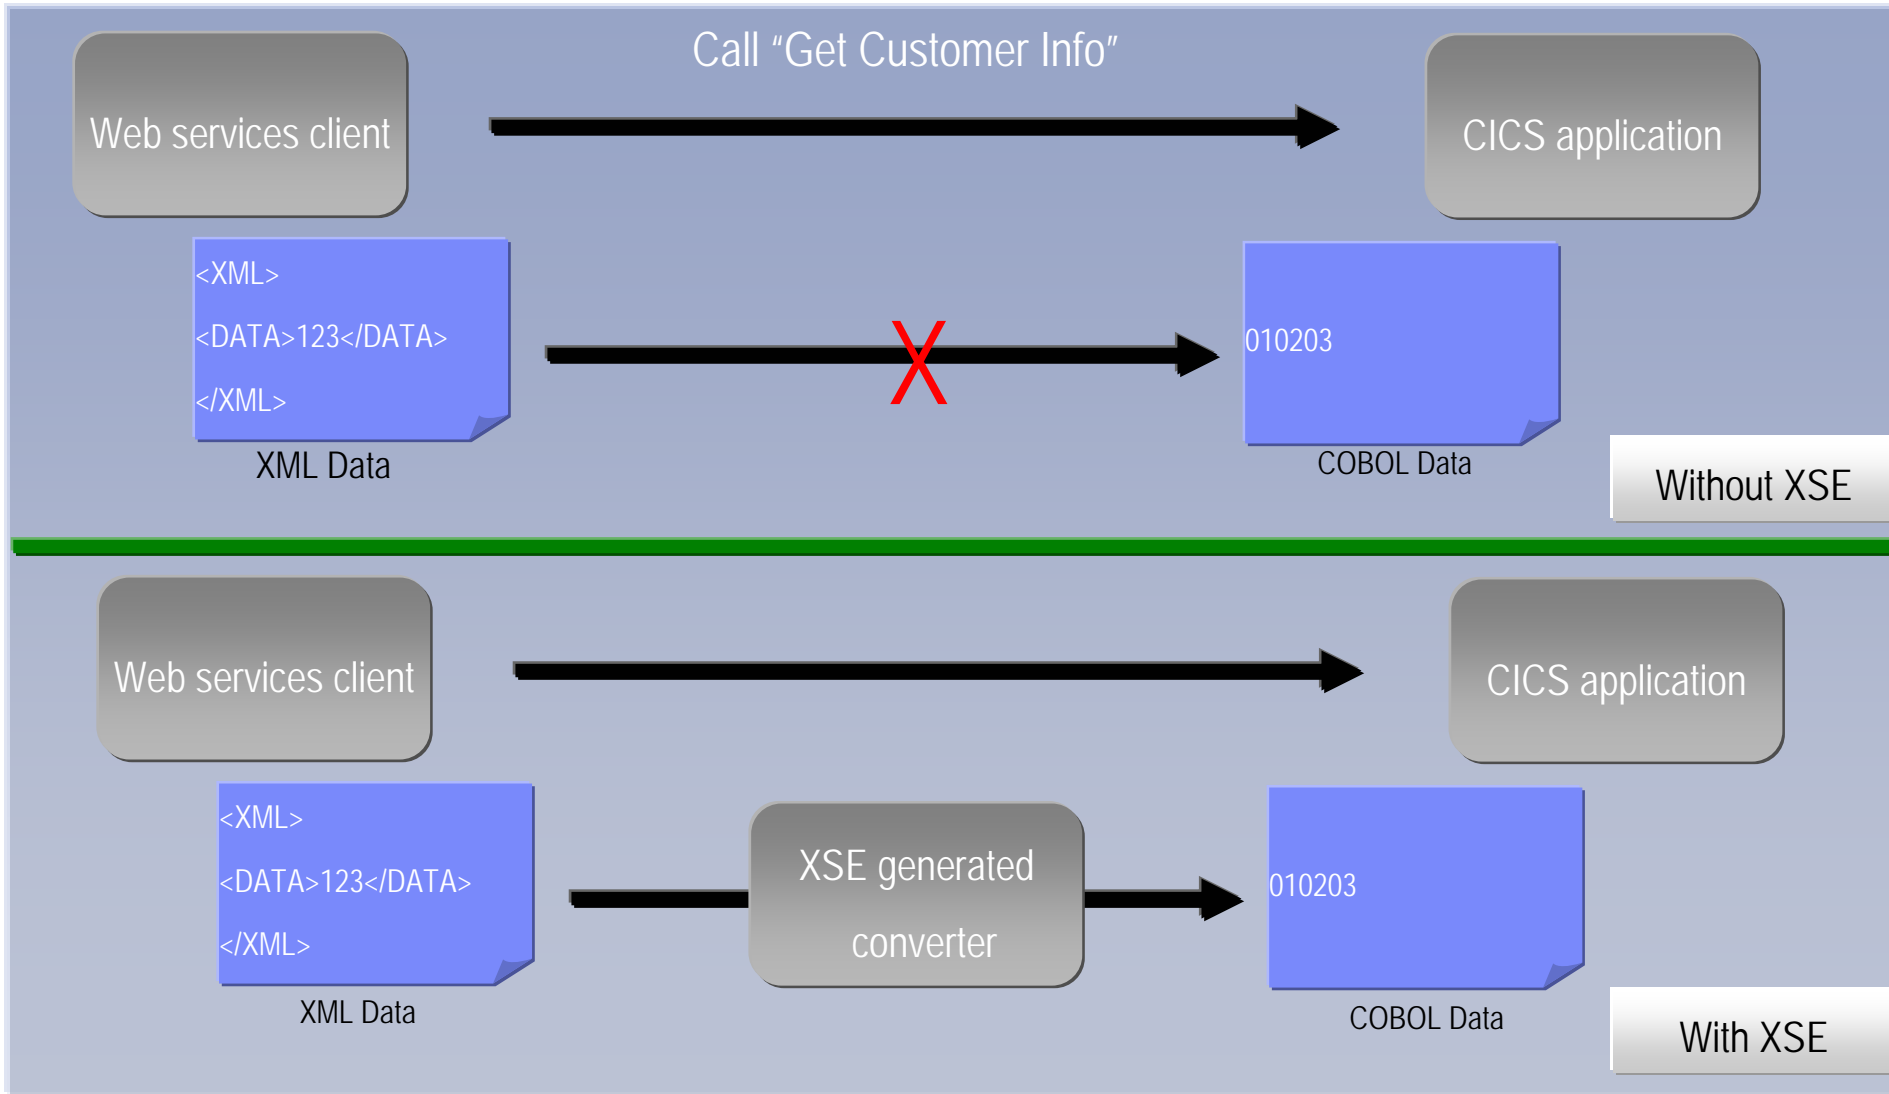 Call “Get Customer Info”
Web services client
CICS application
<XML>
<DATA>123</DATA>
</XML>
010203
XML Data
COBOL Data
Without XSE
Web services client
CICS application
<XML>
<DATA>123</DATA>
</XML>
XSE generated
converter
010203
XML Data
COBOL Data
With XSE